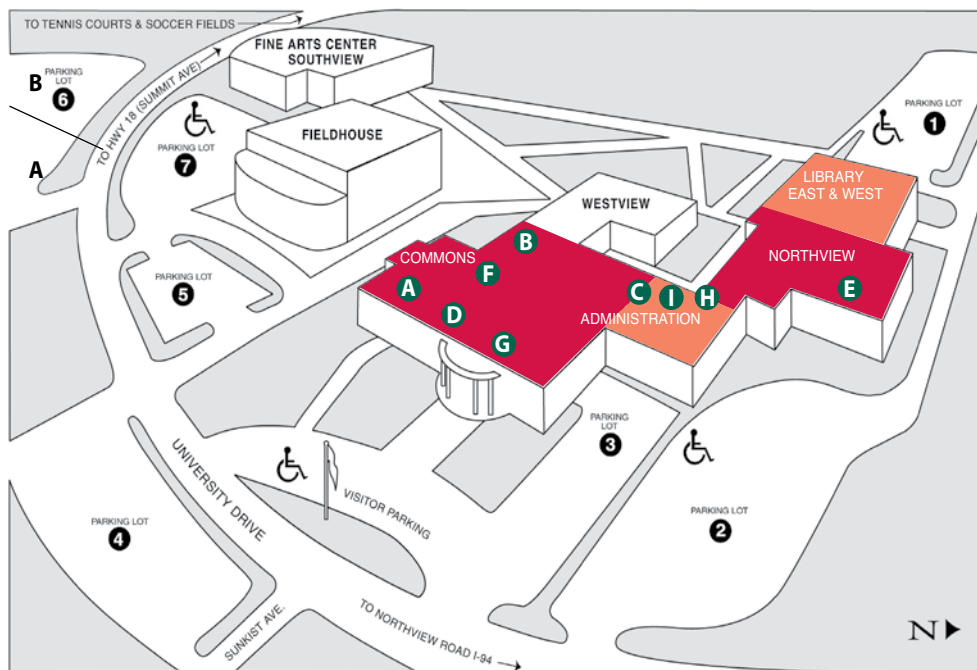 TO TENNIS COURTS & SOCCER FIELDS
FINE ARTS CENTER
SOUTHVIEW
B
PARKING
LOT
6
TO HWY 18 (SUMMIT AVE)
A
PARKING LOT
7
FIELDHOUSE
PARKING LOT
1
LIBRARY
EAST & WEST
WESTVIEW
NORTHVIEW
COMMONS
B
F
A
D
G
C
I
H
E
ADMINISTRATION
PARKING LOT
5
PARKING
LOT
3
UNIVERSITY DRIVE
VISITOR PARKING
PARKING LOT
4
PARKING LOT
2
SUNKIST AVE.
TO NORTHVIEW ROAD I-94
N